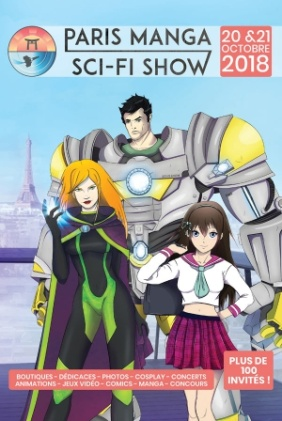 PARIS MANGA
SCI-FI SHOW
20 &21
OCTOBRE
2018
PLUS DE
100
INVITÉS !
BOUTIQUES - DÉDICACES - PHOTOS - COSPLAY - CONCERTS
ANIMATIONS - JEUX VIDÉO - COMICS - MANGA - CONCOURS